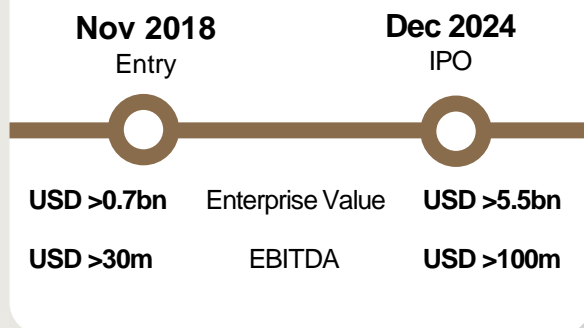 Nov 2018 Dec 2024
Entry IPO
USD >0.7bn Enterprise Value USD >5.5bn
USD >30m EBITDA USD >100m